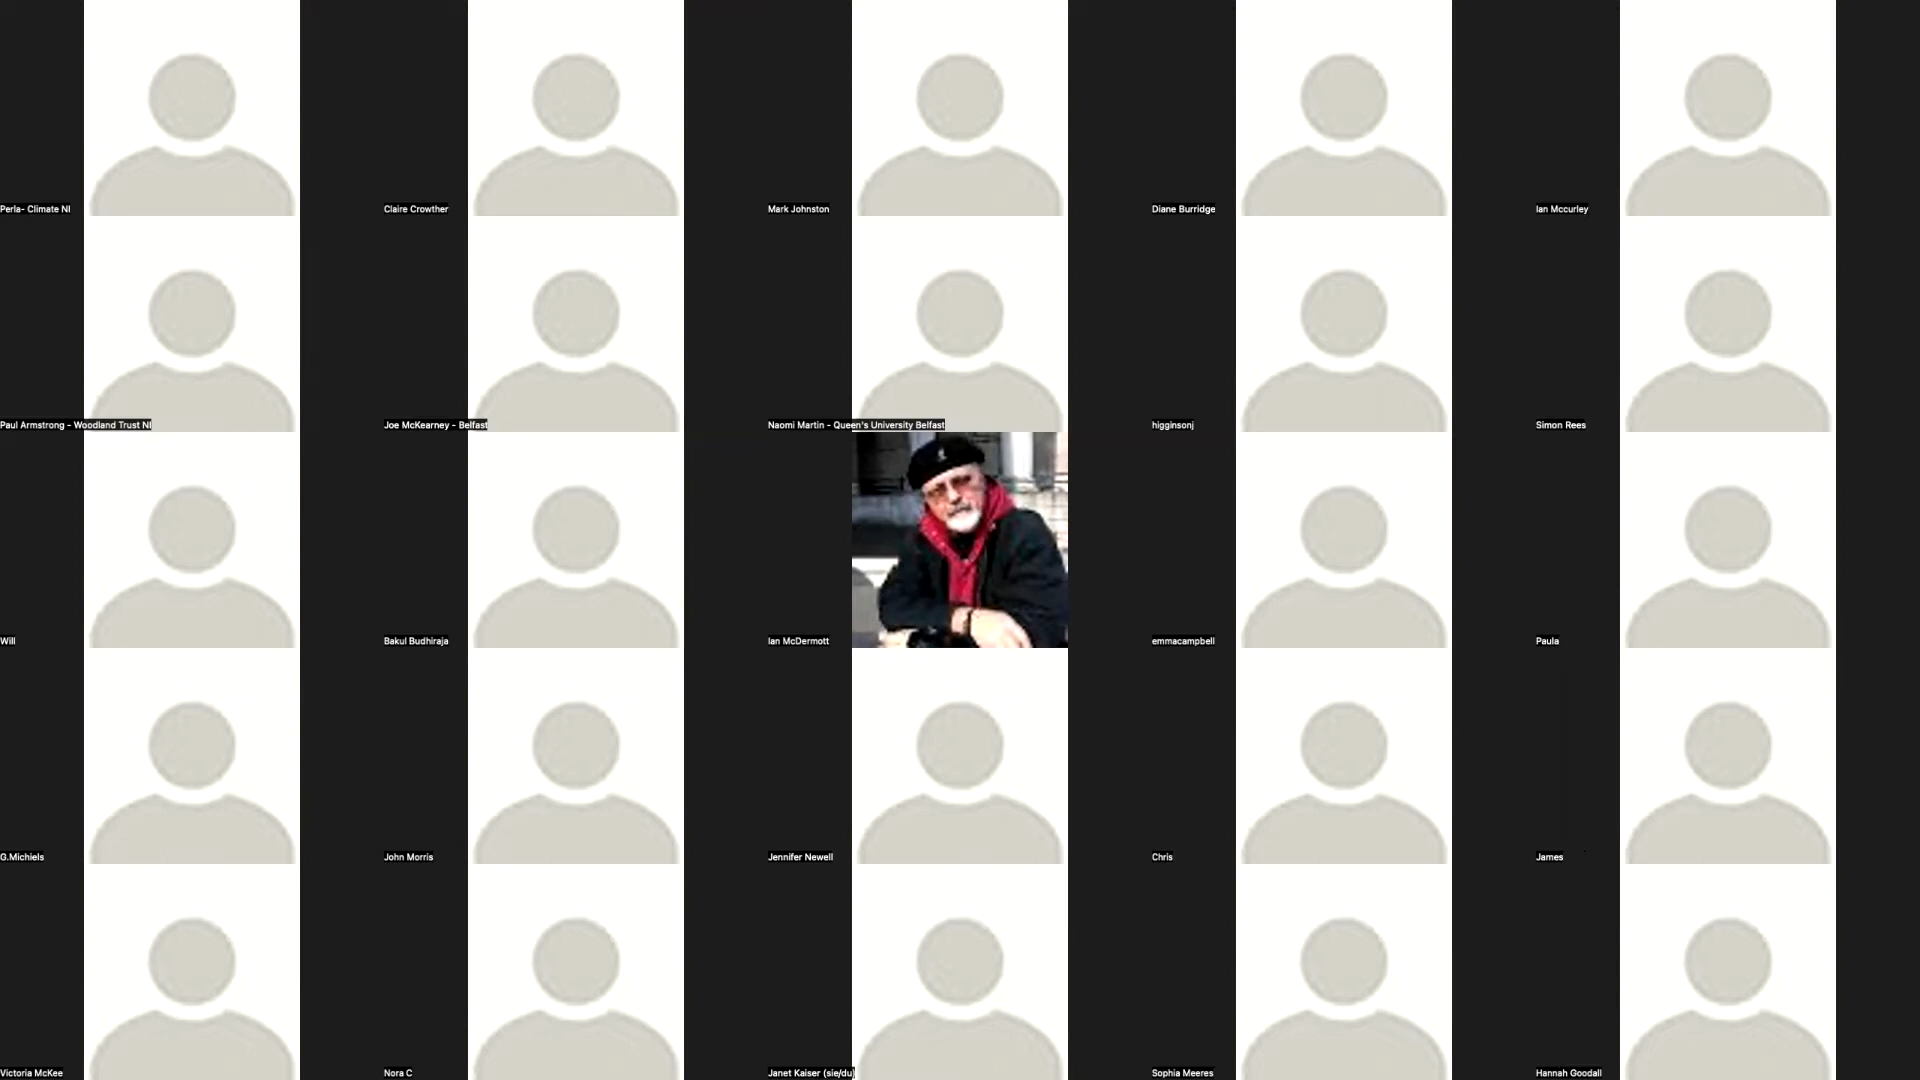 Perla- Climate NI
Claire Crowther
Mark Johnston
Diane Burridge
Ian Mccurley
Paul Armstrong - Woodland Trust NI
Joe McKearney - Belfast
Naomi Martin - Queen's University Belfast
higginsonj
Simon Rees
Will
Bakul Budhiraja
Ian McDermott
emmacampbell
Paula
G.Michiels
John Morris
Jennifer Newell
Chris
James
Victoria McKee
Nora C
Janet Kaiser (sie/du)
Sophia Meeres
Hannah Goodall